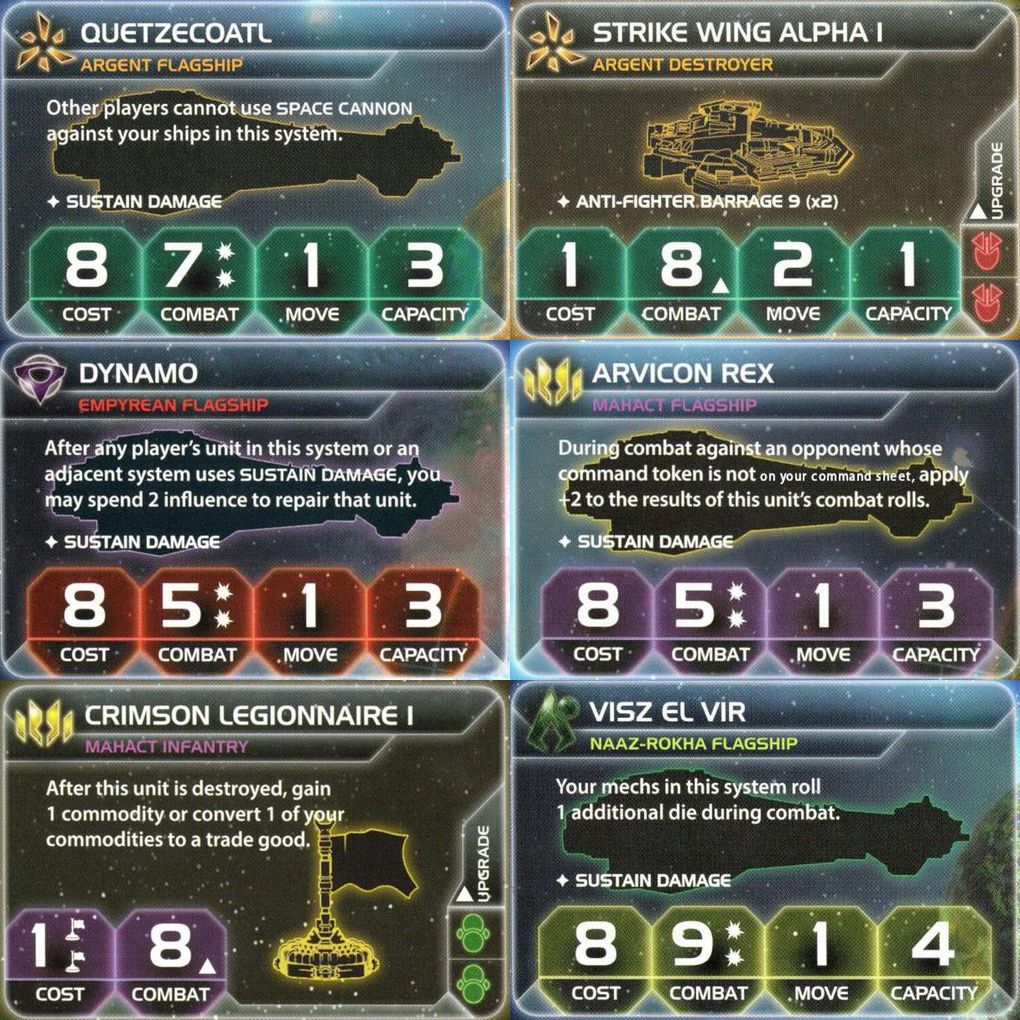 QUETZECOATL
ARGENT FLAGSHIP
Other players cannot use SPACE CANNON
against your ships in this system.
✦ SUSTAIN DAMAGE
8 7 1 3
COST COMBAT MOVE CAPACITY
STRIKE WING ALPHA I
ARGENT DESTROYER
✦ ANTI-FIGHTER BARRAGE 9 (x2)
UPGRADE
1 8 2 1
COST COMBAT MOVE CAPACITY
DYNAMO
EMPYREAN FLAGSHIP
After any player's unit in this system or an
adjacent system uses SUSTAIN DAMAGE, you
may spend 2 influence to repair that unit.
✦ SUSTAIN DAMAGE
8 5 1 3
COST COMBAT MOVE CAPACITY
ARVICON REX
MAHACT FLAGSHIP
During combat against an opponent whose
command token is not on your command sheet, apply
+2 to the results of this unit's combat rolls.
✦ SUSTAIN DAMAGE
8 5 1 3
COST COMBAT MOVE CAPACITY
CRIMSON LEGIONNAIRE I
MAHACT INFANTRY
After this unit is destroyed, gain
1 commodity or convert 1 of your
commodities to a trade good.
UPGRADE
1 8
COST COMBAT
VISZ EL VIR
NAAZ-ROKHA FLAGSHIP
Your mechs in this system roll
1 additional die during combat.
✦ SUSTAIN DAMAGE
8 9 1 4
COST COMBAT MOVE CAPACITY